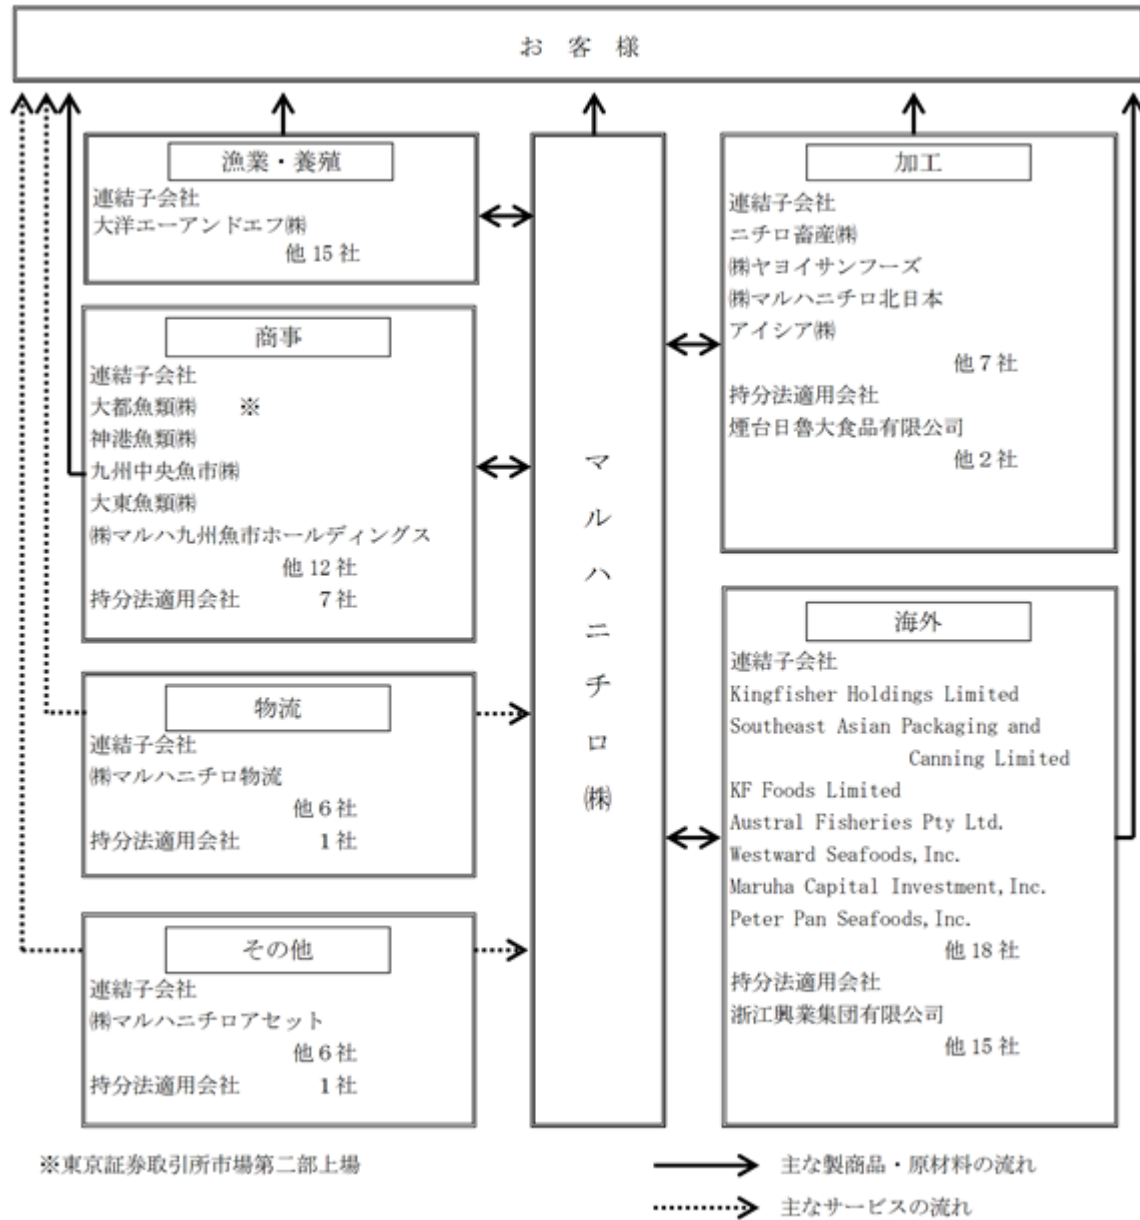 お 客 様
漁業・養殖
連結子会社
大洋エーアンドエフ㈱
他 15 社
商事
連結子会社
大都魚類㈱ ※
神港魚類㈱
九州中央魚市㈱
大東魚類㈱
㈱マルハ九州魚市ホールディングス
他 12 社
持分法適用会社 7 社
物流
連結子会社
㈱マルハニチロ物流
他 6 社
持分法適用会社 1 社
その他
連結子会社
㈱マルハニチロアセット
他 6 社
持分法適用会社 1 社
マルハニチロ㈱
加工
連結子会社
ニチロ畜産㈱
㈱ヤヨイサンフーズ
㈱マルハニチロ北日本
アイシア㈱
他 7 社
持分法適用会社
煙台日魯大食品有限公司
他 2 社
海外
連結子会社
Kingfisher Holdings Limited
Southeast Asian Packaging and
Canning Limited
KF Foods Limited
Austral Fisheries Pty Ltd.
Westward Seafoods,Inc.
Maruha Capital Investment,Inc.
Peter Pan Seafoods,Inc.
他 18 社
持分法適用会社
浙江興業集団有限公司
他 15 社
※東京証券取引所市場第二部上場
主な製商品・原材料の流れ
主なサービスの流れ